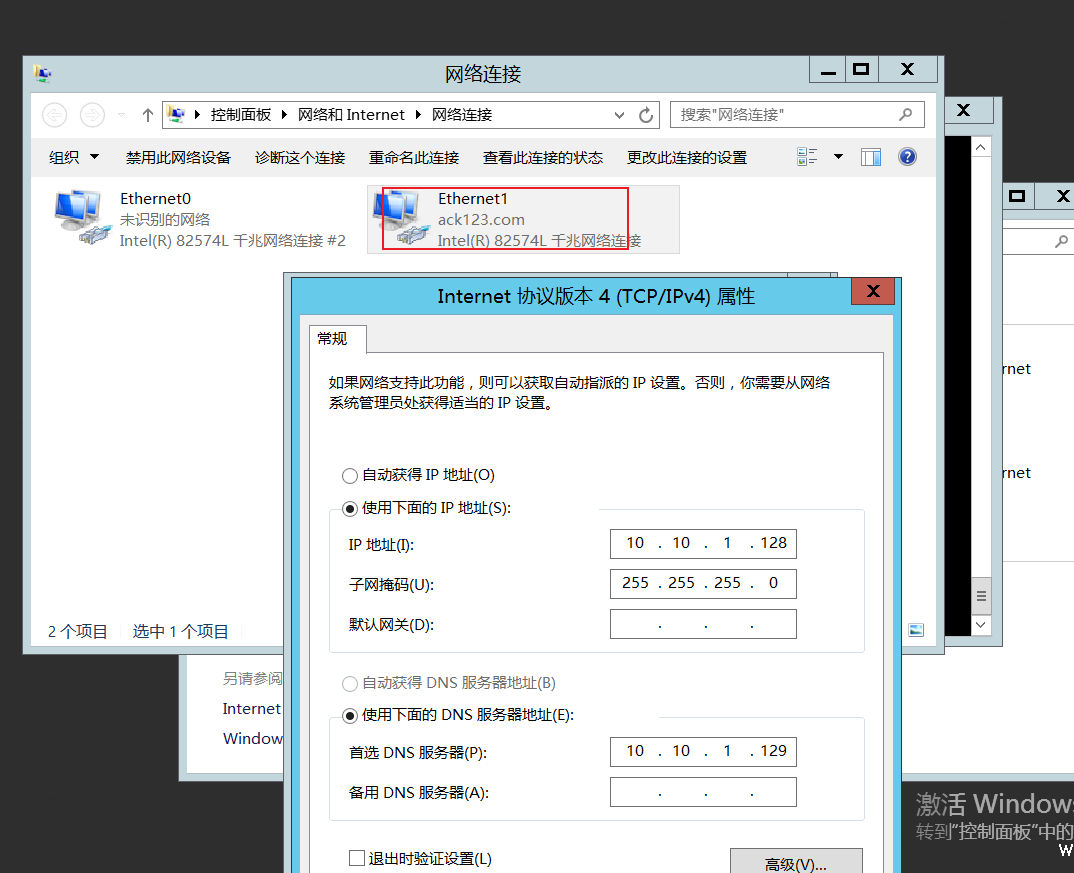 网络连接
控制面板 网络和 Internet 网络连接
搜索"网络连接"
组织 禁用此网络设备 诊断这个连接 重命名此连接 查看此连接的状态 更改此连接的设置
Ethernet0
未识别的网络
Intel(R) 82574L 千兆网络连接 #2
Ethernet1
ack123.com
Intel(R) 82574L 千兆网络连接
Internet 协议版本 4 (TCP/IPv4) 属性
常规
如果网络支持此功能，则可以获取自动指派的 IP 设置。否则，你需要从网络
系统管理员处获得适当的 IP 设置。
自动获得 IP 地址(O)
使用下面的 IP 地址(S):
IP 地址(I): 10 . 10 . 1 . 128
子网掩码(U): 255 . 255 . 255 . 0
默认网关(D): . . .
自动获得 DNS 服务器地址(B)
使用下面的 DNS 服务器地址(E):
首选 DNS 服务器(P): 10 . 10 . 1 . 129
备用 DNS 服务器(A): . . .
退出时验证设置(L)
高级(V)...
2 个项目 选中 1 个项目
另请参阅
Internet
Window
rnet
rnet
激活 Windows
转到"控制面板"中的
W